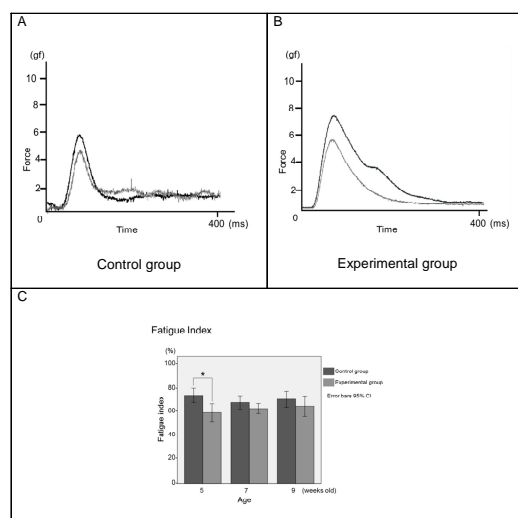 A
(gf)
10
8
6
4
2
0
Force
Time
400 (ms)
Control group
B
(gf)
10
8
6
4
2
0
Force
Time
400 (ms)
Experimental group
C
Fatigue Index
(%)
100
80
60
40
20
0
Fatigue index
*
Control group
Experimental group
Error bars 95% CI
5 7 9 (weeks old)
Age